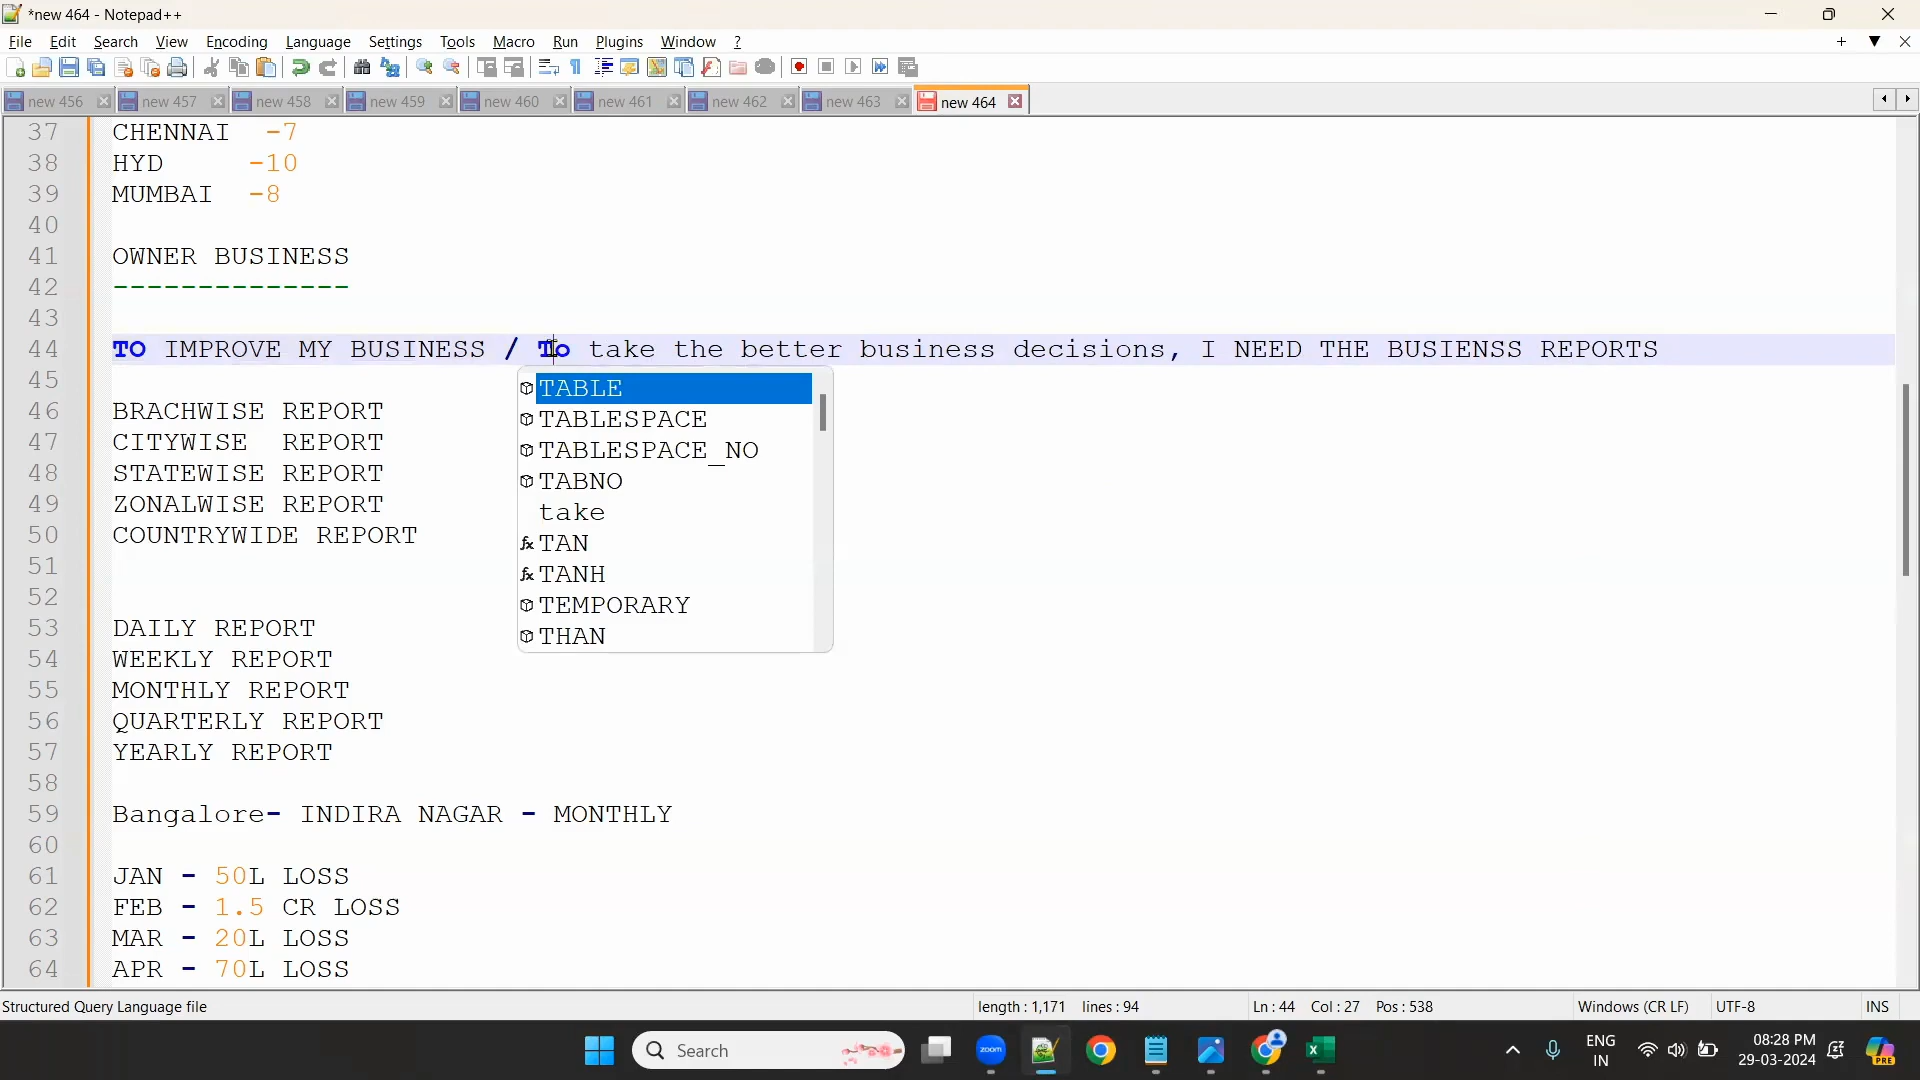 *new 464 - Notepad++
File Edit Search View Encoding Language Settings Tools Macro Run Plugins Window ?
new 456 new 457 new 458 new 459 new 460 new 461 new 462 new 463 new 464
37 CHENNAI -7
38 HYD -10
39 MUMBAI -8
40
41 OWNER BUSINESS
42 --------------
43
44 TO IMPROVE MY BUSINESS / To take the better business decisions, I NEED THE BUSIENSS REPORTS
45
46 BRACHWISE REPORT
47 CITYWISE REPORT
48 STATEWISE REPORT
49 ZONALWISE REPORT
50 COUNTRYWIDE REPORT
51
52
53 DAILY REPORT
54 WEEKLY REPORT
55 MONTHLY REPORT
56 QUARTERLY REPORT
57 YEARLY REPORT
58
59 Bangalore- INDIRA NAGAR - MONTHLY
60
61 JAN - 50L LOSS
62 FEB - 1.5 CR LOSS
63 MAR - 20L LOSS
64 APR - 70L LOSS
TABLE
TABLESPACE
TABLESPACE_NO
TABNO
take
TAN
TANH
TEMPORARY
THAN
Structured Query Language file length : 1,171 lines : 94 Ln : 44 Col : 27 Pos : 538 Windows (CR LF) UTF-8 INS
Search
zoom
ENG
IN
08:28 PM
29-03-2024
PRE